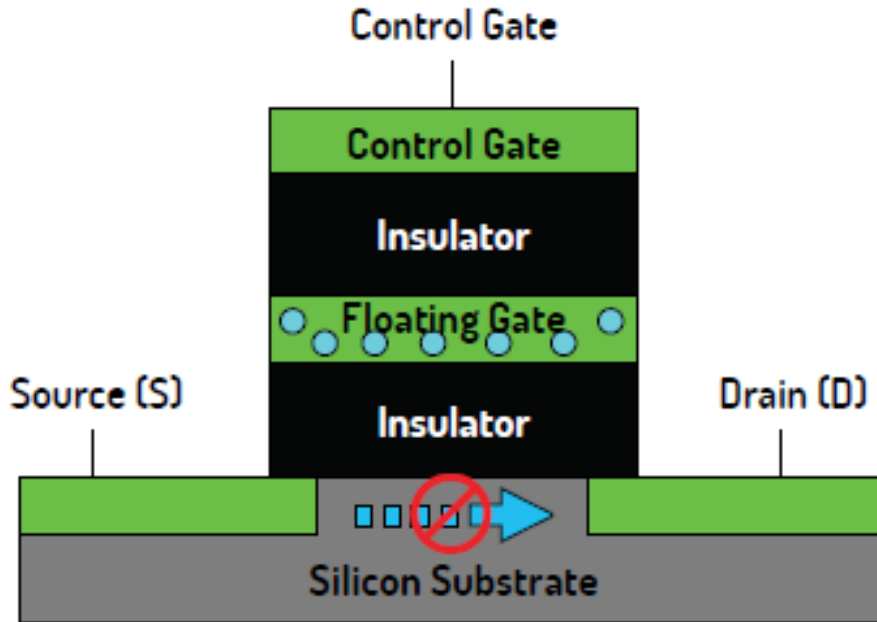 Control Gate
Control Gate
Insulator
Floating Gate
Source (S)
Drain (D)
Insulator
Silicon Substrate